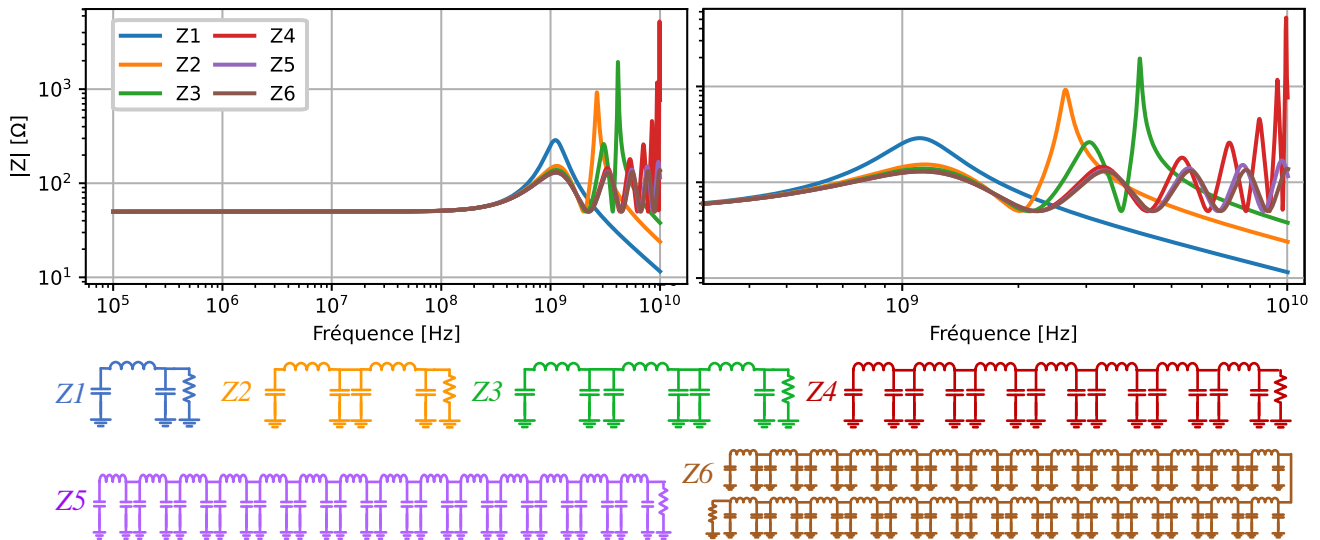 Z1 Z4
Z2 Z5
Z3 Z6
|Z| [Ω]
10³
10²
10¹
10⁵ 10⁶ 10⁷ 10⁸ 10⁹ 10¹⁰
Fréquence [Hz]
10⁹ 10¹⁰
Fréquence [Hz]
Z1 Z2 Z3 Z4
Z5 Z6